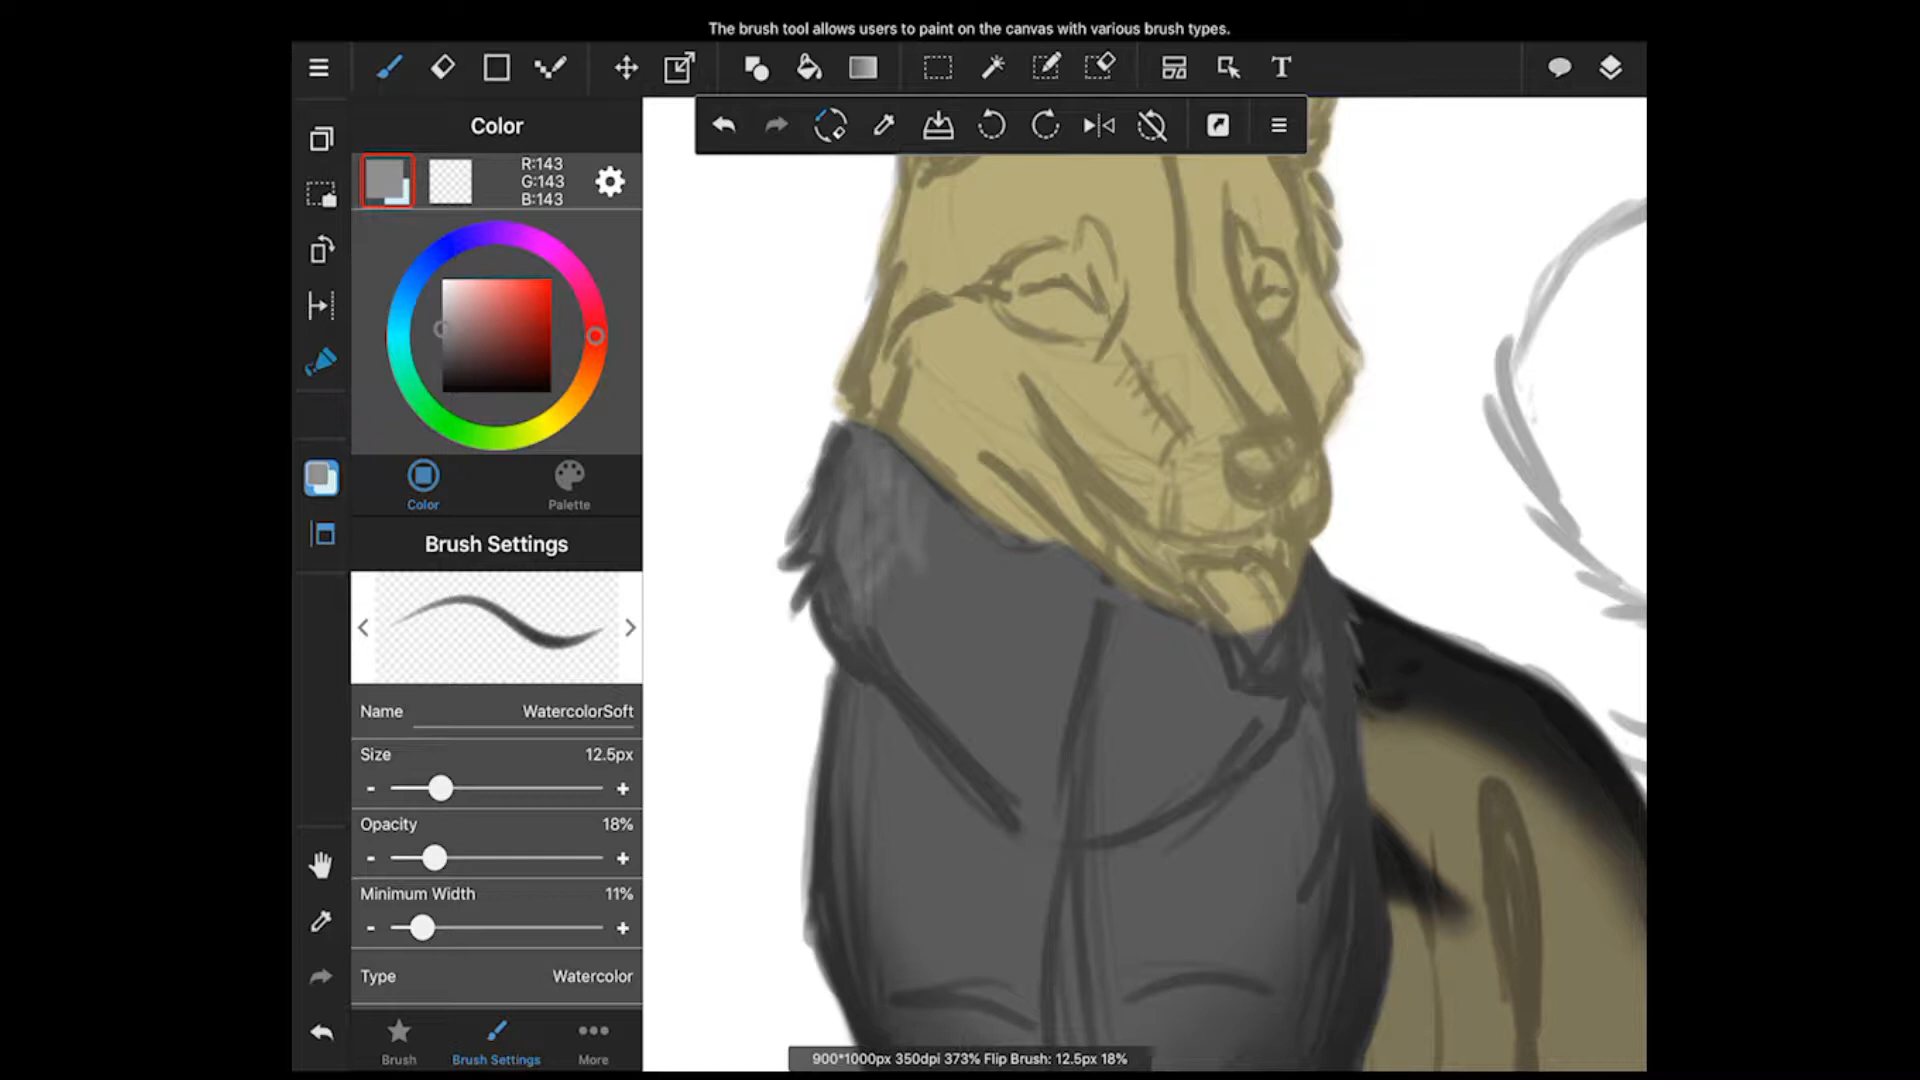 The brush tool allows users to paint on the canvas with various brush types.
T
Color
R:143
G:143
B:143
Color
Palette
Brush Settings
Name WatercolorSoft
Size 12.5px
- +
Opacity 18%
- +
Minimum Width 11%
- +
Type Watercolor
Brush
Brush Settings
More
900*1000px 350dpi 373% Flip Brush: 12.5px 18%